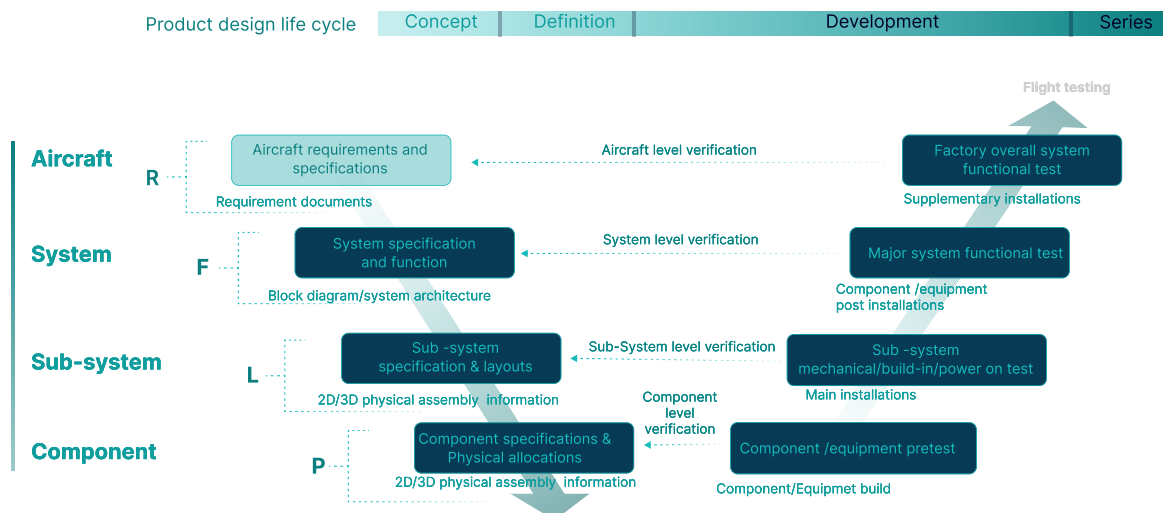 Product design life cycle
Concept
Definition
Development
Series
Flight testing
Aircraft
R
Aircraft requirements and
specifications
Requirement documents
Aircraft level verification
Factory overall system
functional test
Supplementary installations
System
F
System specification
and function
Block diagram/system architecture
System level verification
Major system functional test
Component /equipment
post installations
Sub-system
L
Sub -system
specification & layouts
2D/3D physical assembly information
Sub-System level verification
Sub -system
mechanical/build-in/power on test
Main installations
Component
P
Component specifications &
Physical allocations
2D/3D physical assembly information
Component
level
verification
Component /equipment pretest
Component/Equipmet build